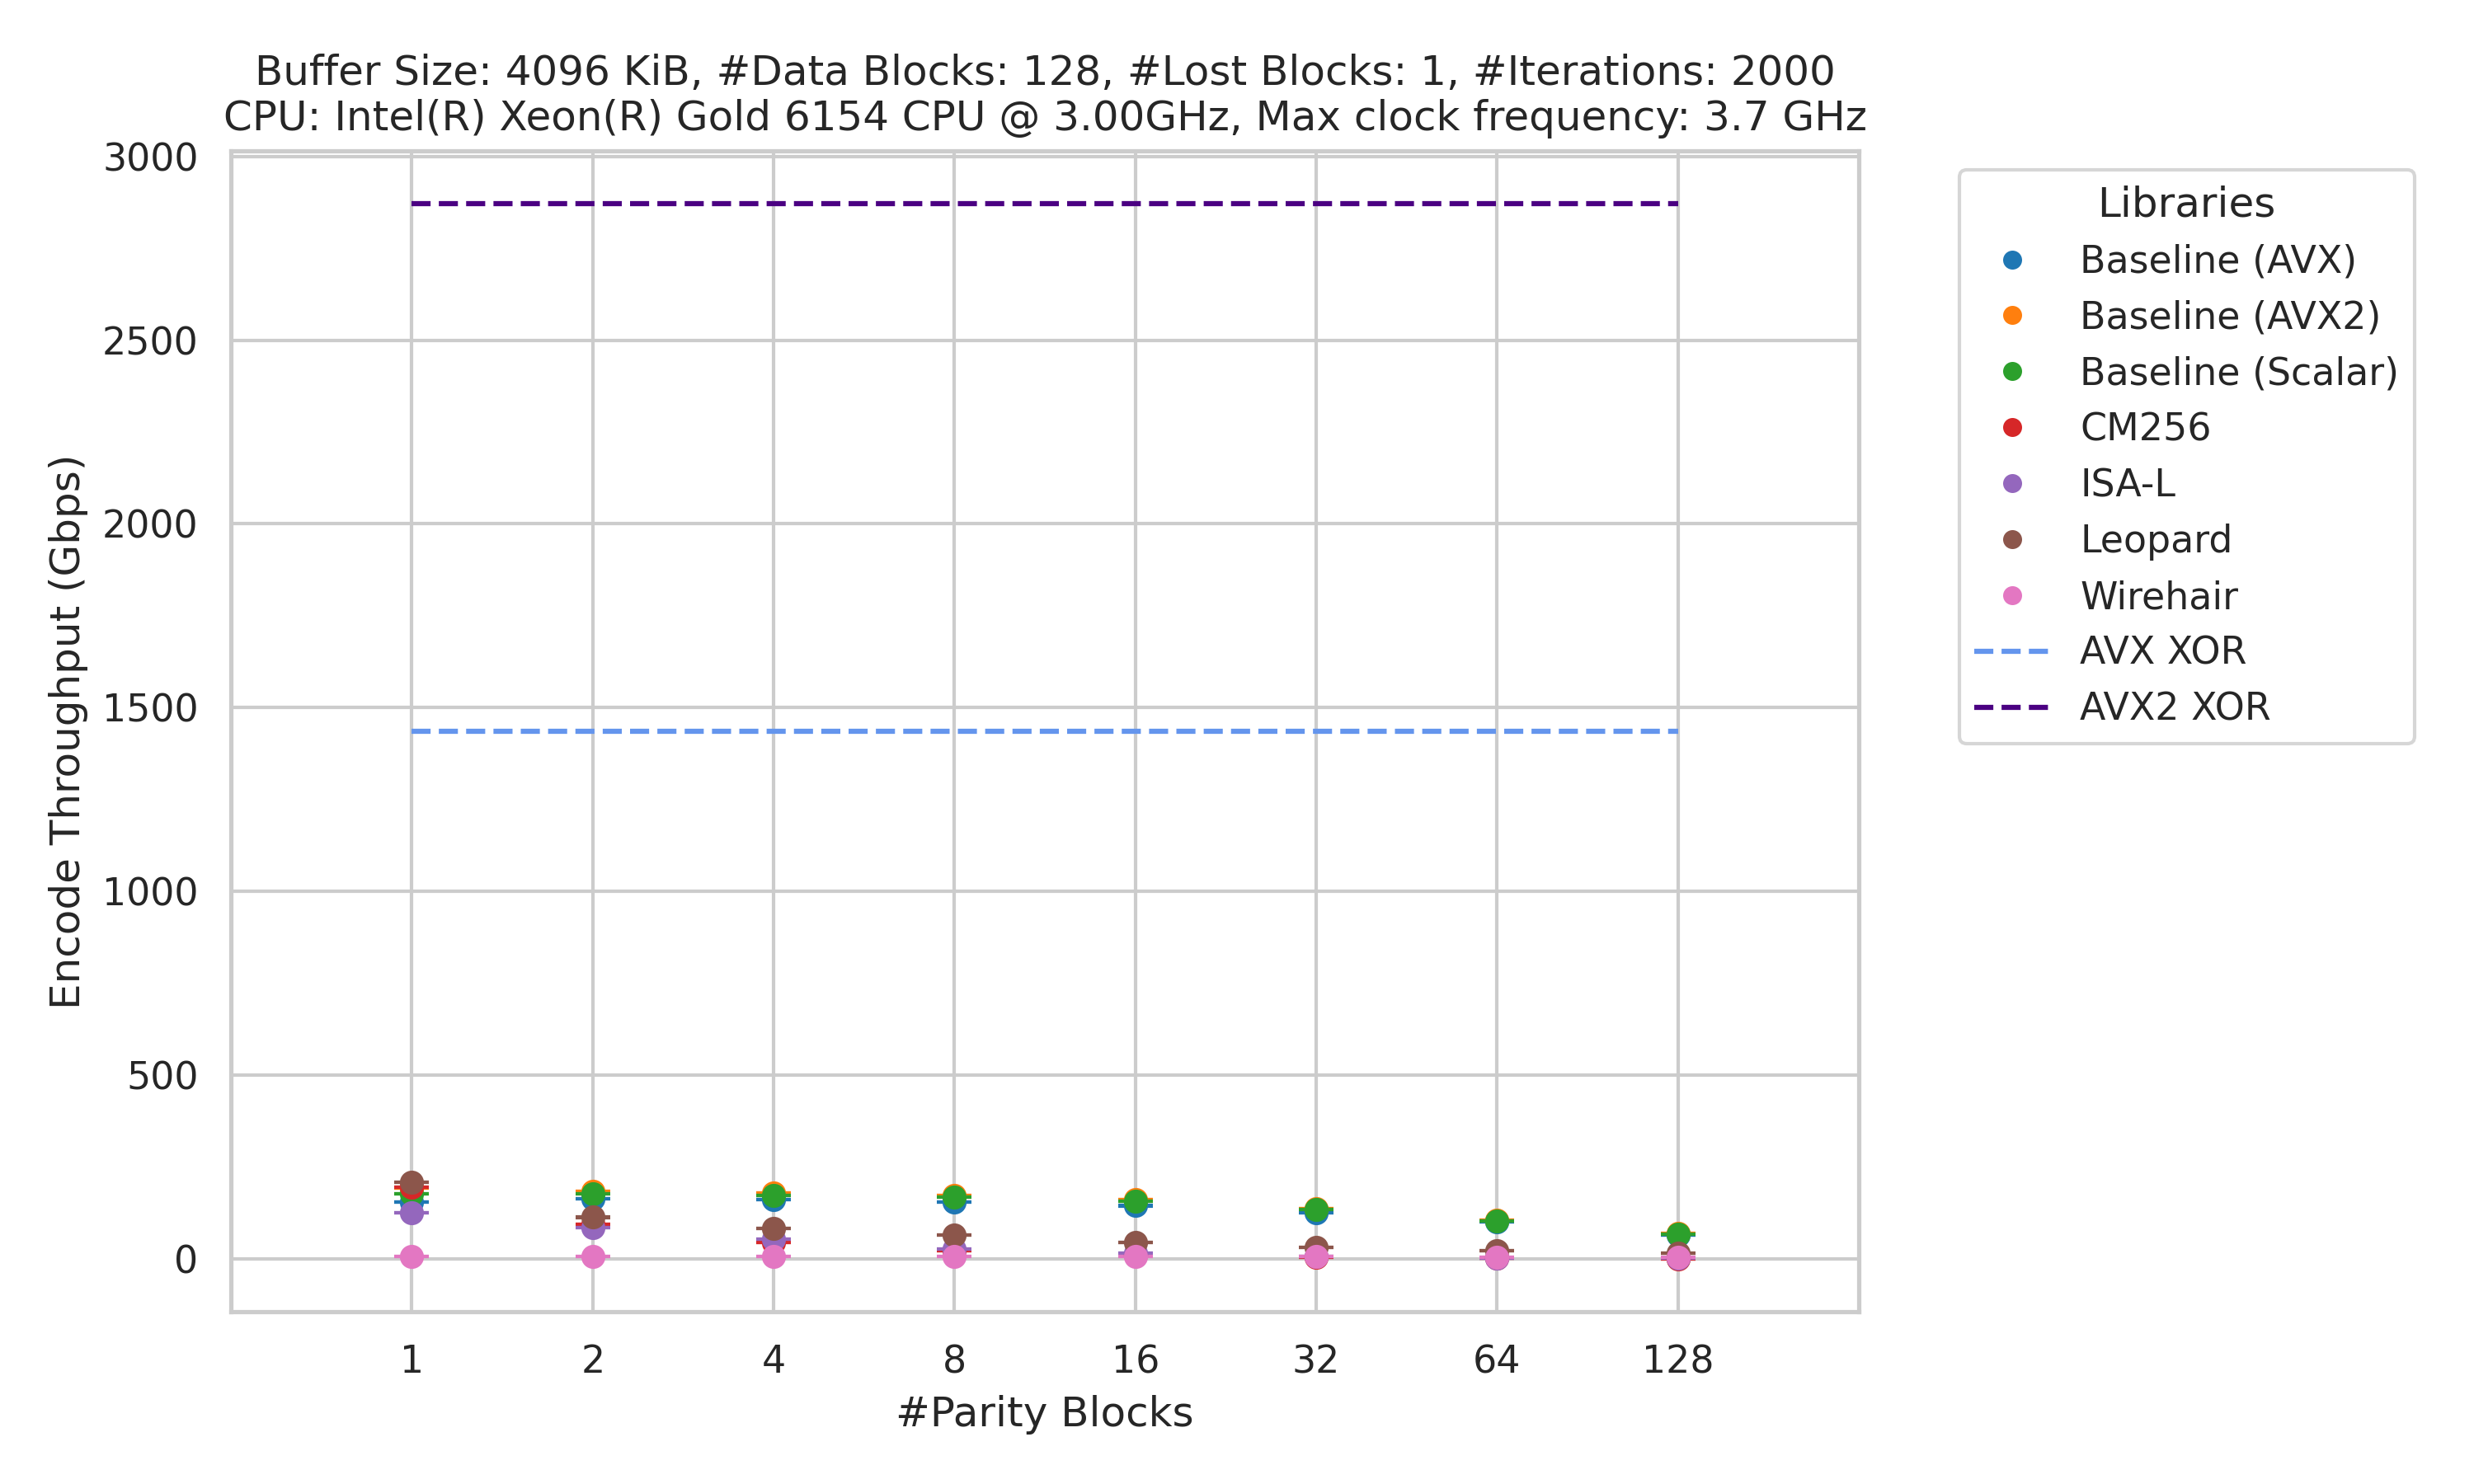 Buffer Size: 4096 KiB, #Data Blocks: 128, #Lost Blocks: 1, #Iterations: 2000
CPU: Intel(R) Xeon(R) Gold 6154 CPU @ 3.00GHz, Max clock frequency: 3.7 GHz
3000
2500
2000
1500
1000
500
0
Encode Throughput (Gbps)
1 2 4 8 16 32 64 128
#Parity Blocks
Libraries
Baseline (AVX)
Baseline (AVX2)
Baseline (Scalar)
CM256
ISA-L
Leopard
Wirehair
AVX XOR
AVX2 XOR